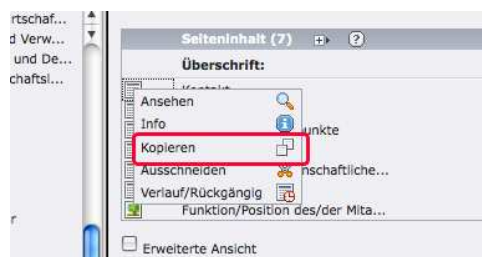 rtschaf...
d Verw...
und De...
chaftsl...
r
Seiteninhalt (7)
Überschrift:
Kontakt
Ansehen
Info
unkte
Kopieren
Ausschneiden
nschaftliche...
Verlauf/Rückgängig
Funktion/Position des/der Mita...
Erweiterte Ansicht